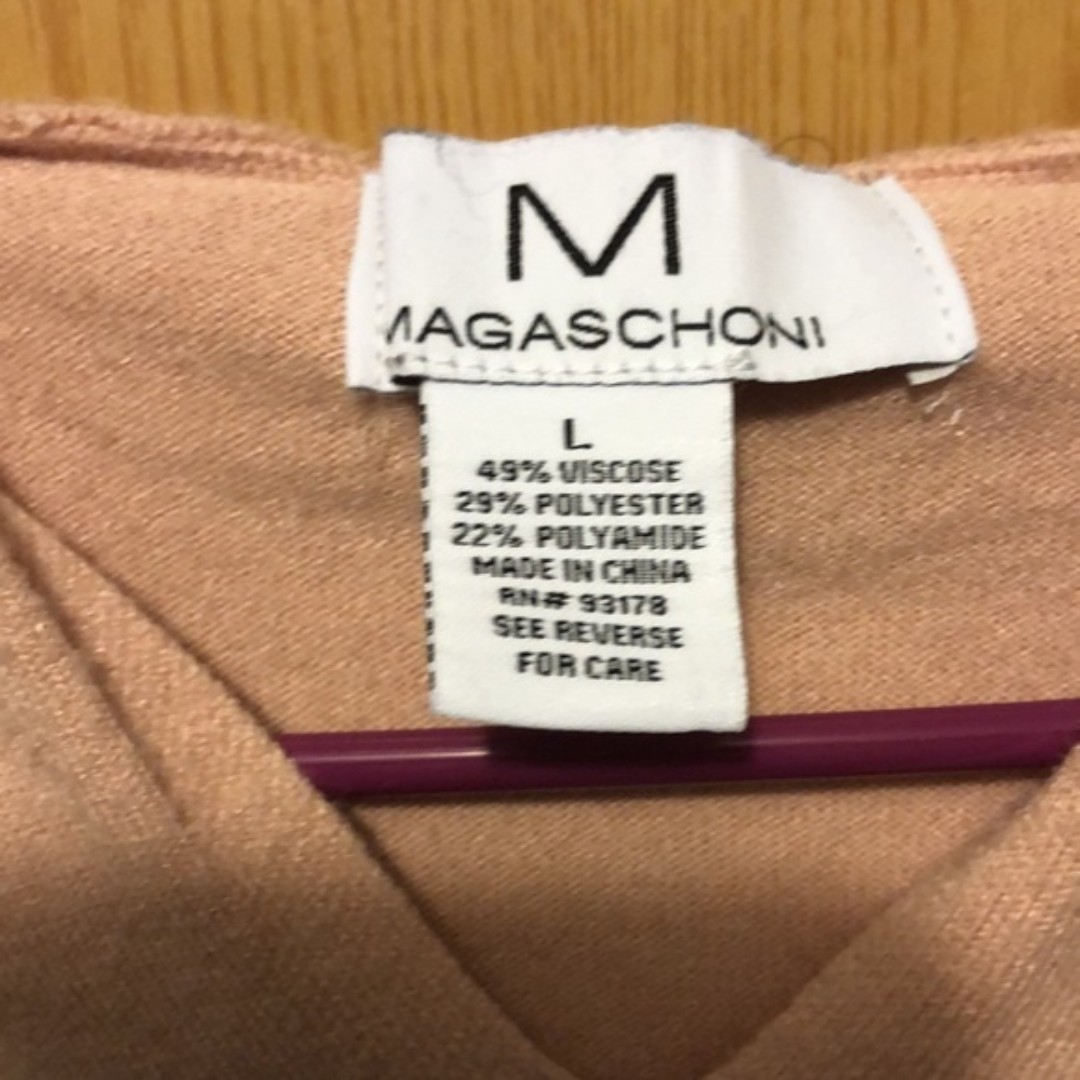 M
MAGASCHONI
L
49% VISCOSE
29% POLYESTER
22% POLYAMIDE
MADE IN CHINA
RN# 93178
SEE REVERSE
FOR CARE